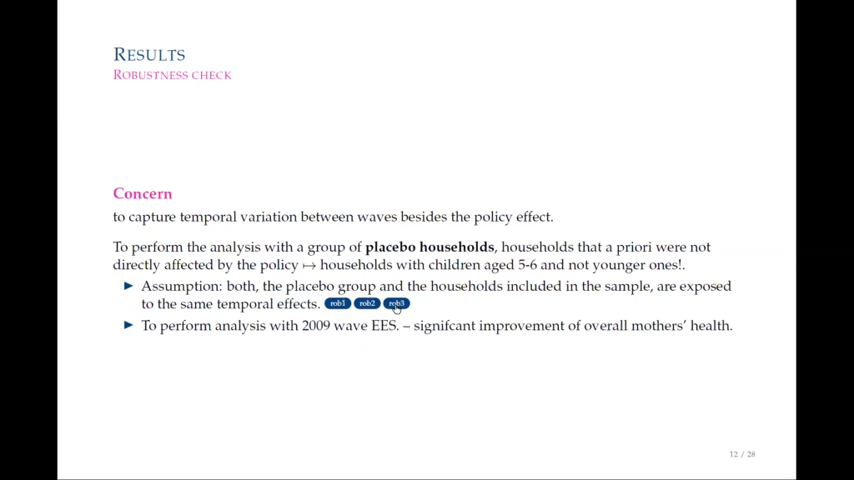 RESULTS
ROBUSTNESS CHECK
Concern
to capture temporal variation between waves besides the policy effect.
To perform the analysis with a group of placebo households, households that a priori were not
directly affected by the policy ↦ households with children aged 5-6 and not younger ones!.
▶ Assumption: both, the placebo group and the households included in the sample, are exposed
to the same temporal effects. rob1 rob2 rob3
▶ To perform analysis with 2009 wave EES. – signifcant improvement of overall mothers' health.
12 / 28